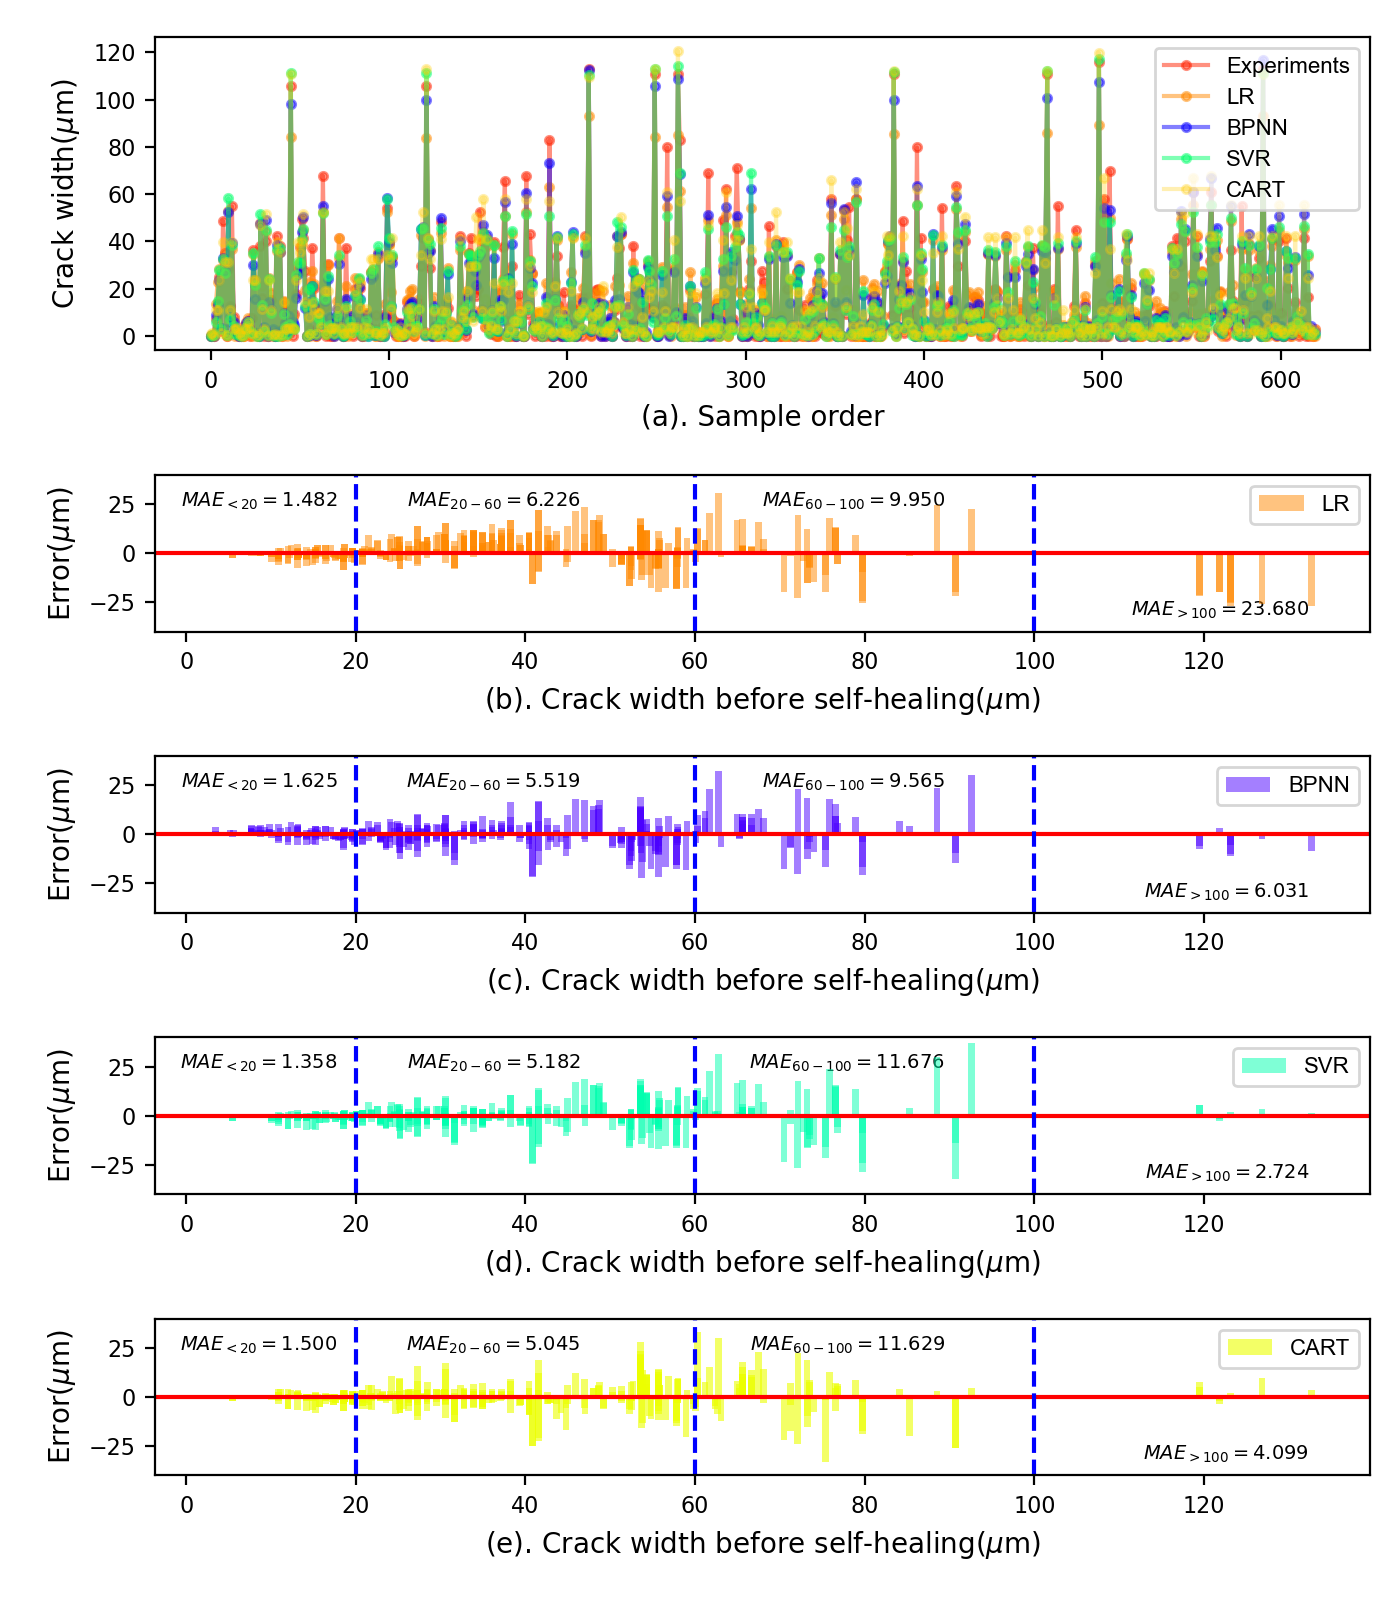 Crack width(μm)
120
100
80
60
40
20
0
Experiments
LR
BPNN
SVR
CART
0 100 200 300 400 500 600
(a). Sample order
Error(μm)
25
0
−25
MAE<20 = 1.482
MAE20−60 = 6.226
MAE60−100 = 9.950
LR
MAE>100 = 23.680
0 20 40 60 80 100 120
(b). Crack width before self-healing(μm)
Error(μm)
25
0
−25
MAE<20 = 1.625
MAE20−60 = 5.519
MAE60−100 = 9.565
BPNN
MAE>100 = 6.031
0 20 40 60 80 100 120
(c). Crack width before self-healing(μm)
Error(μm)
25
0
−25
MAE<20 = 1.358
MAE20−60 = 5.182
MAE60−100 = 11.676
SVR
MAE>100 = 2.724
0 20 40 60 80 100 120
(d). Crack width before self-healing(μm)
Error(μm)
25
0
−25
MAE<20 = 1.500
MAE20−60 = 5.045
MAE60−100 = 11.629
CART
MAE>100 = 4.099
0 20 40 60 80 100 120
(e). Crack width before self-healing(μm)